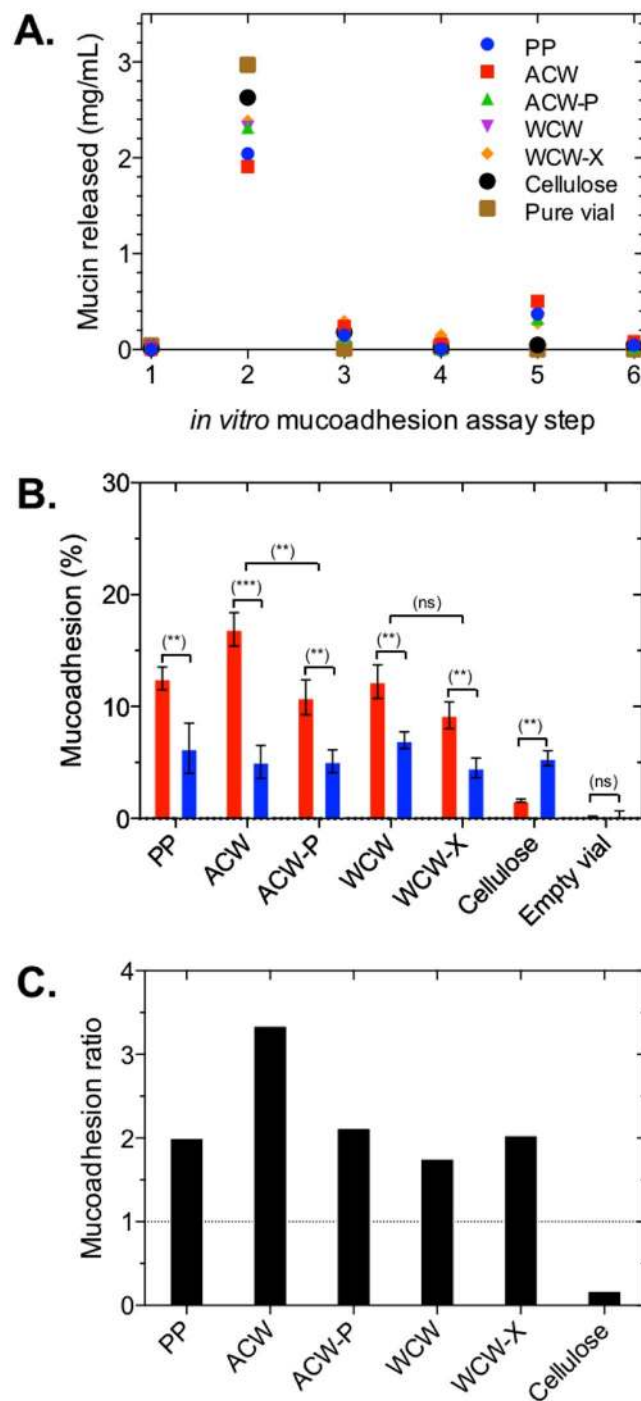 A.
Mucin released (mg/mL)
3
2
1
0
PP
ACW
ACW-P
WCW
WCW-X
Cellulose
Pure vial
1 2 3 4 5 6
in vitro mucoadhesion assay step
B.
Mucoadhesion (%)
30
20
10
0
(**)
(***)
(**)
(**)
(**)
(ns)
(**)
(**)
(ns)
PP ACW ACW-P WCW WCW-X Cellulose Empty vial
C.
Mucoadhesion ratio
4
3
2
1
0
PP ACW ACW-P WCW WCW-X Cellulose